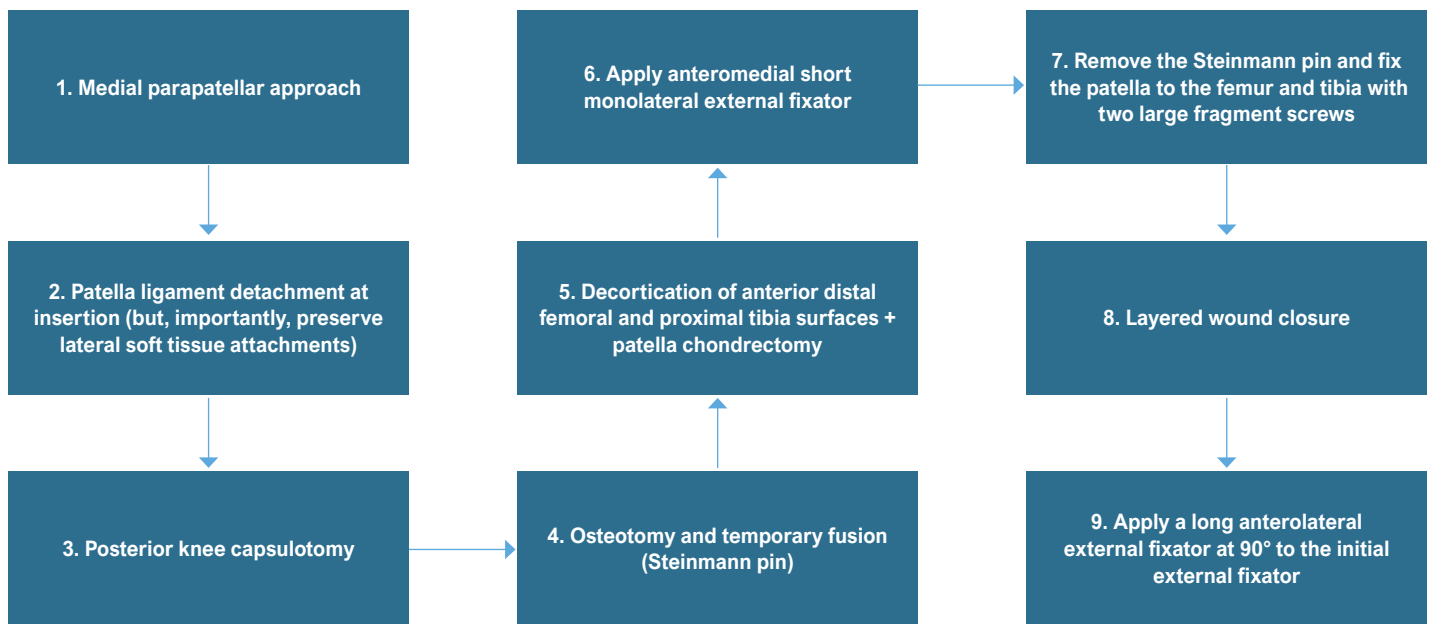 1. Medial parapatellar approach
2. Patella ligament detachment at
insertion (but, importantly, preserve
lateral soft tissue attachments)
3. Posterior knee capsulotomy
4. Osteotomy and temporary fusion
(Steinmann pin)
5. Decortication of anterior distal
femoral and proximal tibia surfaces +
patella chondrectomy
6. Apply anteromedial short
monolateral external fixator
7. Remove the Steinmann pin and fix
the patella to the femur and tibia with
two large fragment screws
8. Layered wound closure
9. Apply a long anterolateral
external fixator at 90° to the initial
external fixator